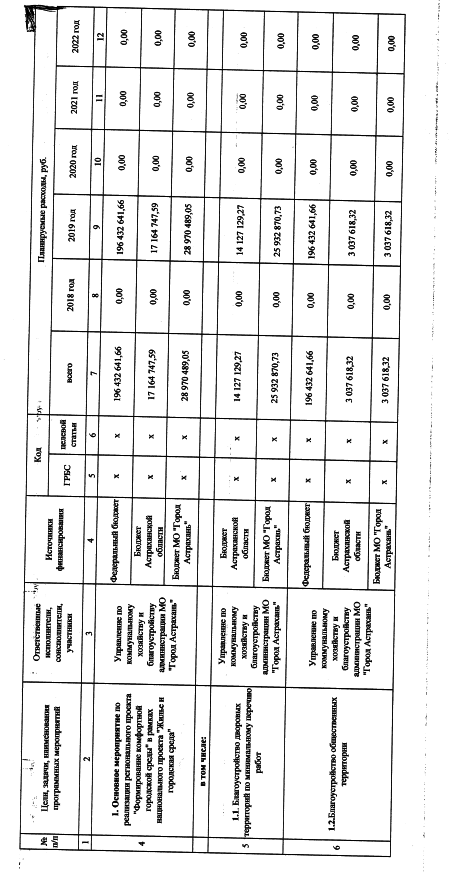 № п/п
Цели, задачи, наименования программных мероприятий
Ответственные исполнители, соисполнители, участники
Источники финансирования
Код
Планируемые расходы, руб.
ГРБС
целевой статьи
всего
2018 год
2019 год
2020 год
2021 год
2022 год
1 2 3 4 5 6 7 8 9 10 11 12
4
1. Основное мероприятие по
реализации регионального проекта
"Формирование комфортной
городской среды" в рамках
национального проекта "Жилье и
городская среда"
Управление по
коммунальному
хозяйству и
благоустройству
администрации МО
"Город Астрахань"
Федеральный бюджет х х 196 432 641,66 0,00 196 432 641,66 0,00 0,00 0,00
Бюджет
Астраханской
области
х х 17 164 747,59 0,00 17 164 747,59 0,00 0,00 0,00
Бюджет МО "Город
Астрахань"
х х 28 970 489,05 0,00 28 970 489,05 0,00 0,00 0,00
в том числе:
5
1.1. Благоустройство дворовых
территорий по минимальному перечню
работ
Управление по
коммунальному
хозяйству и
благоустройству
администрации МО
"Город Астрахань"
Бюджет
Астраханской
области
х х 14 127 129,27 0,00 14 127 129,27 0,00 0,00 0,00
Бюджет МО "Город
Астрахань"
х х 25 932 870,73 0,00 25 932 870,73 0,00 0,00 0,00
6
1.2.Благоустройство общественных
территории
Управление по
коммунальному
хозяйству и
благоустройству
администрации МО
"Город Астрахань"
Федеральный бюджет х х 196 432 641,66 0,00 196 432 641,66 0,00 0,00 0,00
Бюджет
Астраханской
области
х х 3 037 618,32 0,00 3 037 618,32 0,00 0,00 0,00
Бюджет МО "Город
Астрахань"
х х 3 037 618,32 0,00 3 037 618,32 0,00 0,00 0,00